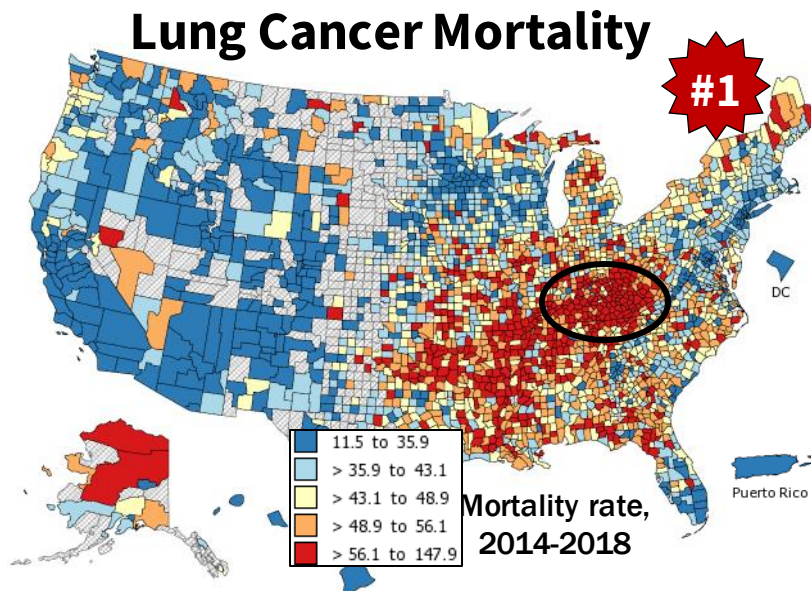 Lung Cancer Mortality
#1
DC
11.5 to 35.9
> 35.9 to 43.1
> 43.1 to 48.9
> 48.9 to 56.1
> 56.1 to 147.9
Mortality rate,
2014-2018
Puerto Rico